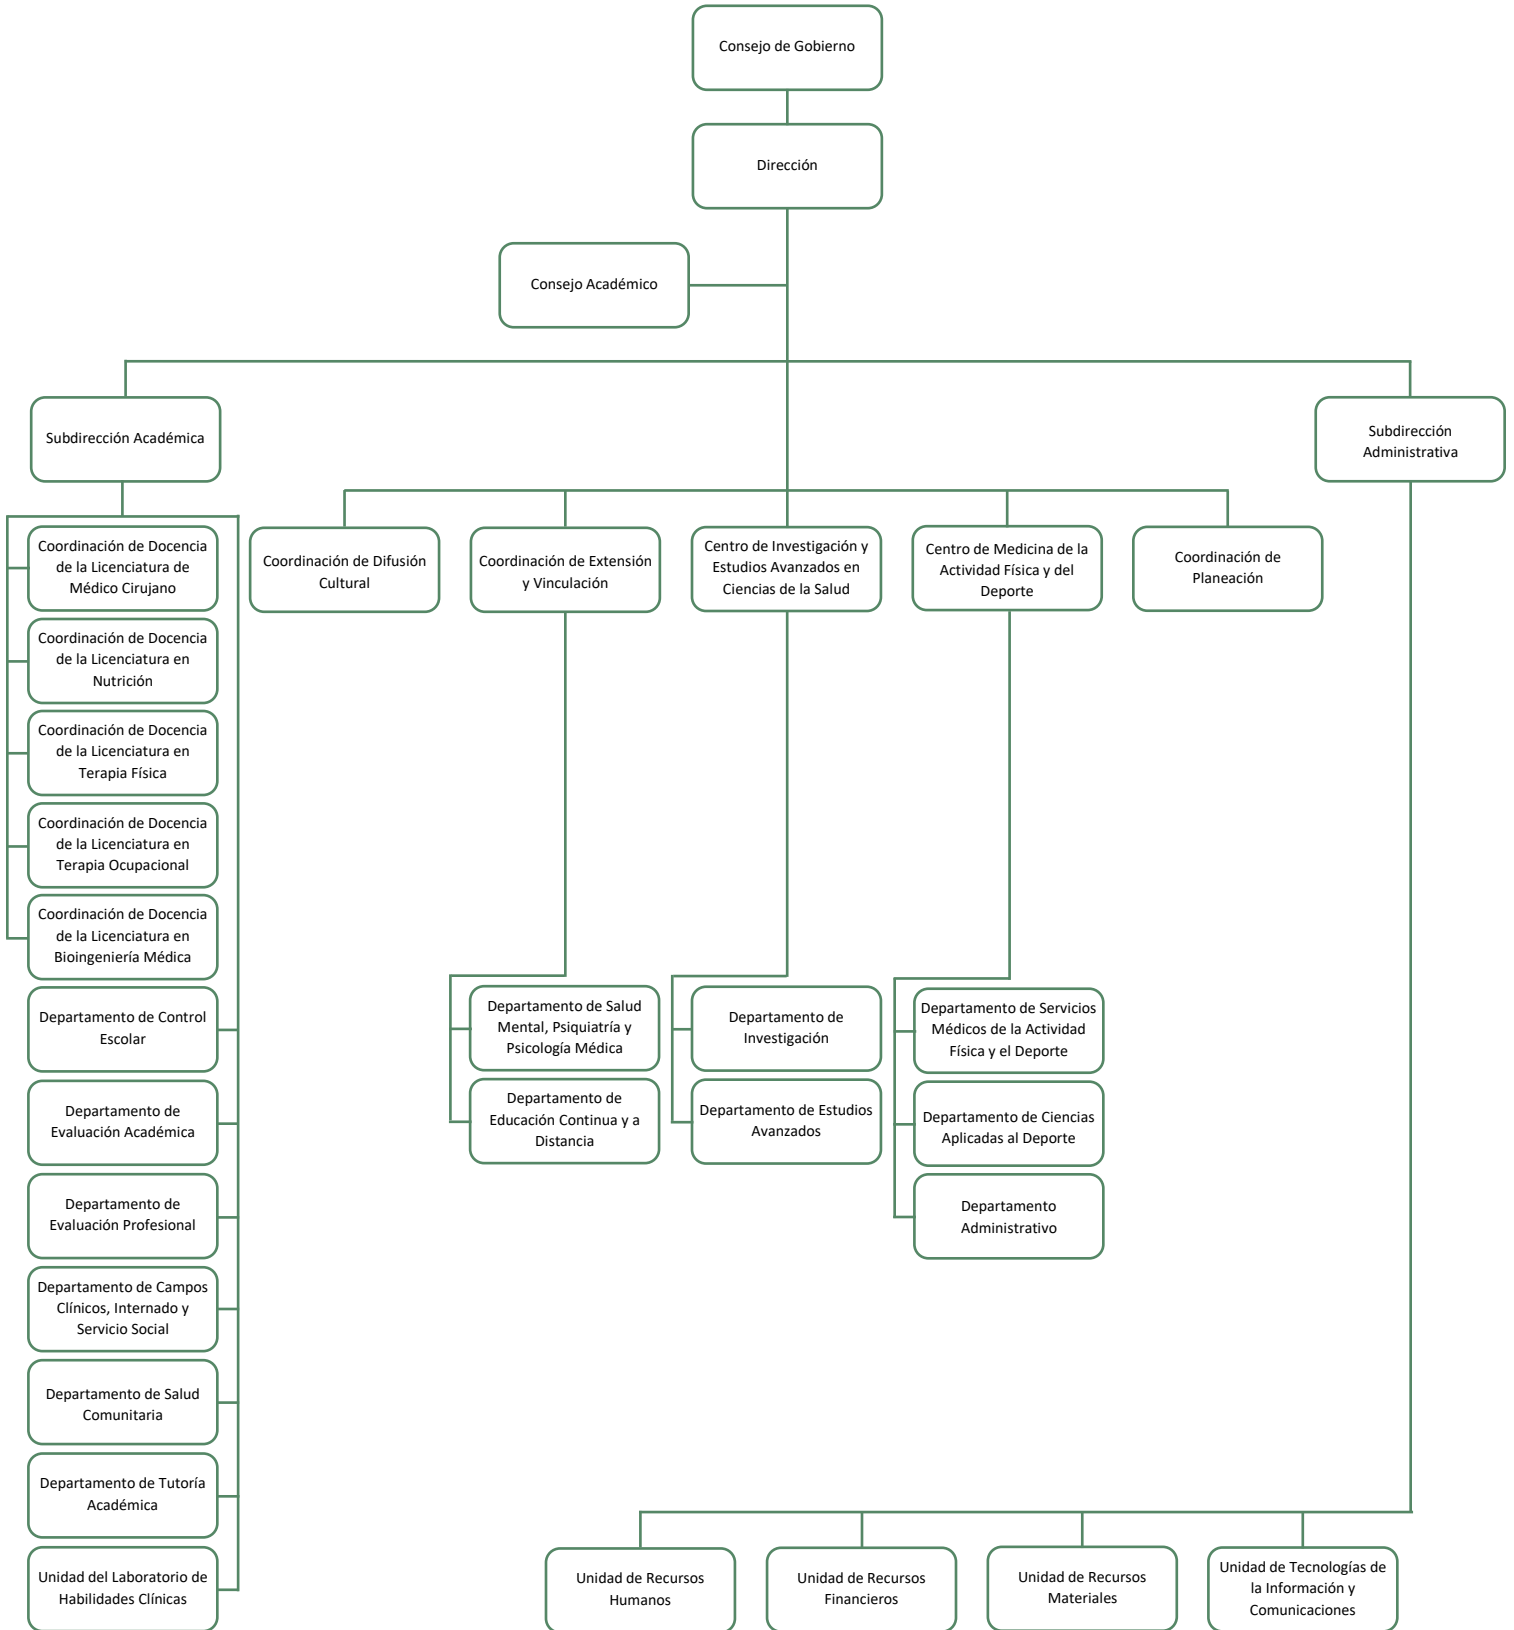 Consejo de Gobierno
Dirección
Consejo Académico
Subdirección Académica
Subdirección
Administrativa
Coordinación de Docencia
de la Licenciatura de
Médico Cirujano
Coordinación de Difusión
Cultural
Coordinación de Extensión
y Vinculación
Centro de Investigación y
Estudios Avanzados en
Ciencias de la Salud
Centro de Medicina de la
Actividad Física y del
Deporte
Coordinación de
Planeación
Coordinación de Docencia
de la Licenciatura en
Nutrición
Coordinación de Docencia
de la Licenciatura en
Terapia Física
Coordinación de Docencia
de la Licenciatura en
Terapia Ocupacional
Coordinación de Docencia
de la Licenciatura en
Bioingeniería Médica
Departamento de Control
Escolar
Departamento de Salud
Mental, Psiquiatría y
Psicología Médica
Departamento de
Investigación
Departamento de Servicios
Médicos de la Actividad
Física y el Deporte
Departamento de
Evaluación Académica
Departamento de
Educación Continua y a
Distancia
Departamento de Estudios
Avanzados
Departamento de Ciencias
Aplicadas al Deporte
Departamento de
Evaluación Profesional
Departamento
Administrativo
Departamento de Campos
Clínicos, Internado y
Servicio Social
Departamento de Salud
Comunitaria
Departamento de Tutoría
Académica
Unidad del Laboratorio de
Habilidades Clínicas
Unidad de Recursos
Humanos
Unidad de Recursos
Financieros
Unidad de Recursos
Materiales
Unidad de Tecnologías de
la Información y
Comunicaciones